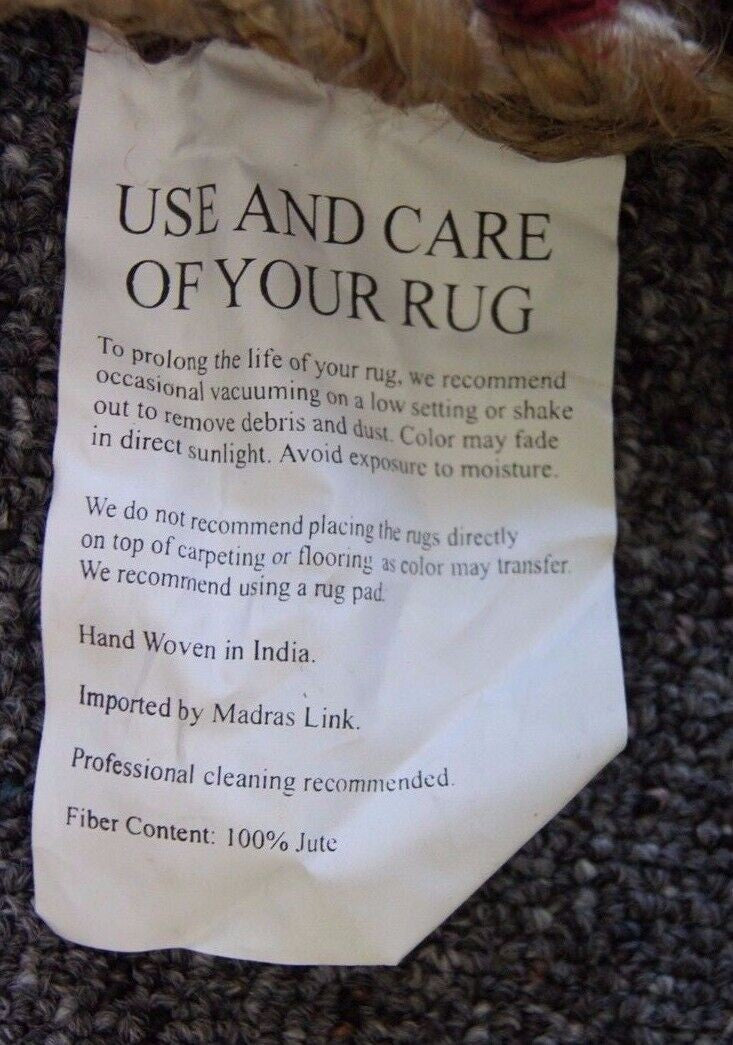 USE AND CARE
OF YOUR RUG
To prolong the life of your rug, we recommend
occasional vacuuming on a low setting or shake
out to remove debris and dust. Color may fade
in direct sunlight. Avoid exposure to moisture.
We do not recommend placing the rugs directly
on top of carpeting or flooring as color may transfer.
We recommend using a rug pad.
Hand Woven in India.
Imported by Madras Link.
Professional cleaning recommended.
Fiber Content: 100% Jute